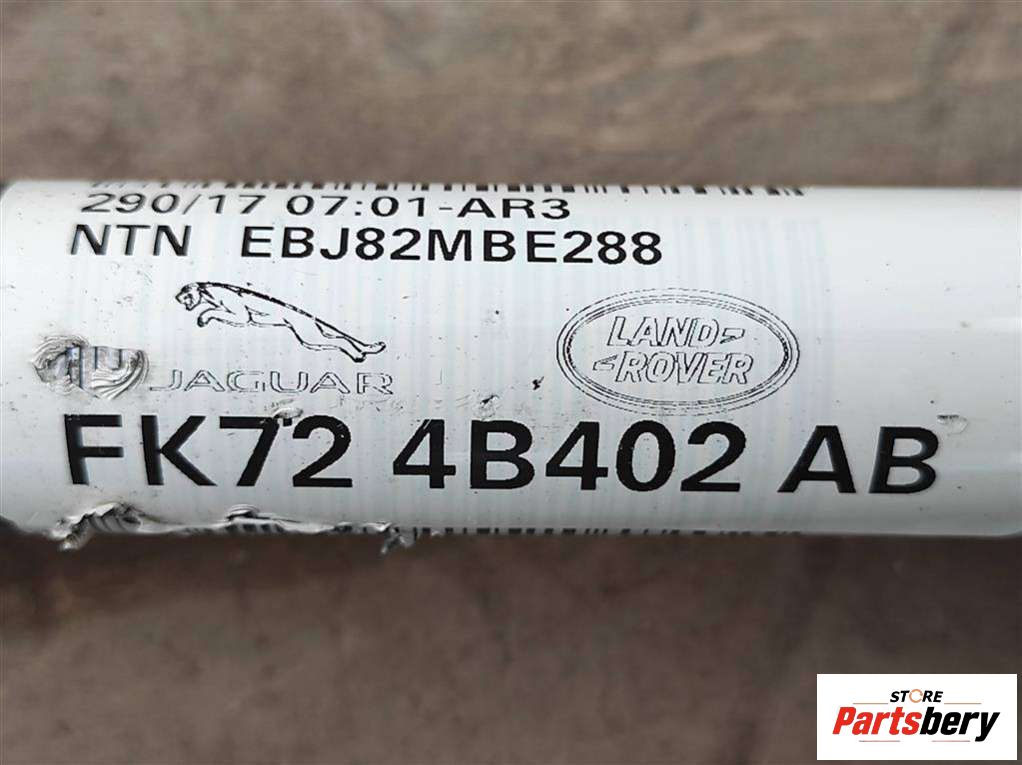 290/17 07:01-AR3
NTN EBJ82MBE288
JAGUAR
LAND-
-ROVER
FK72 4B402 AB
STORE
Partsbery